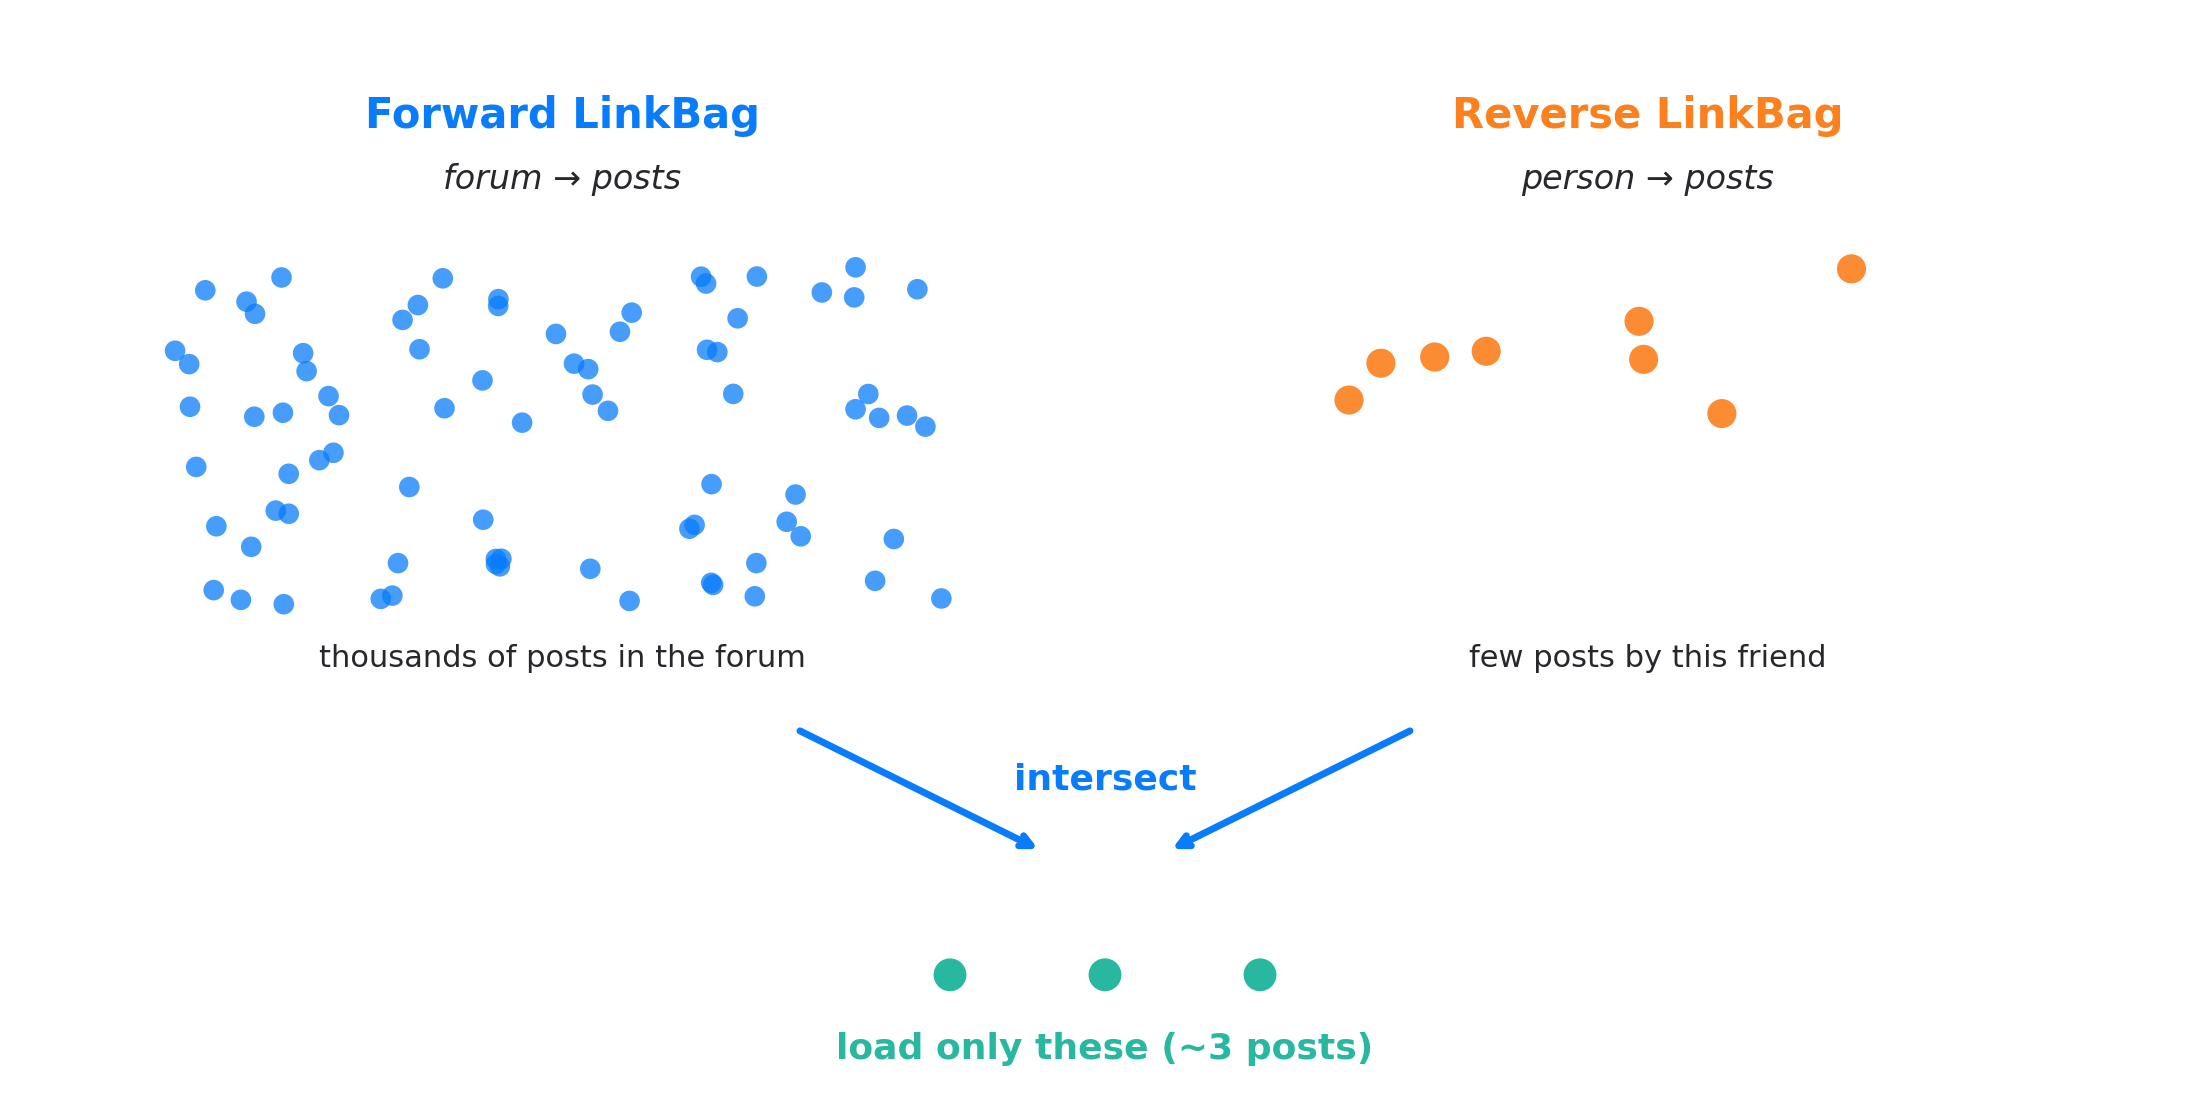 Forward LinkBag
forum → posts
thousands of posts in the forum
Reverse LinkBag
person → posts
few posts by this friend
intersect
load only these (~3 posts)